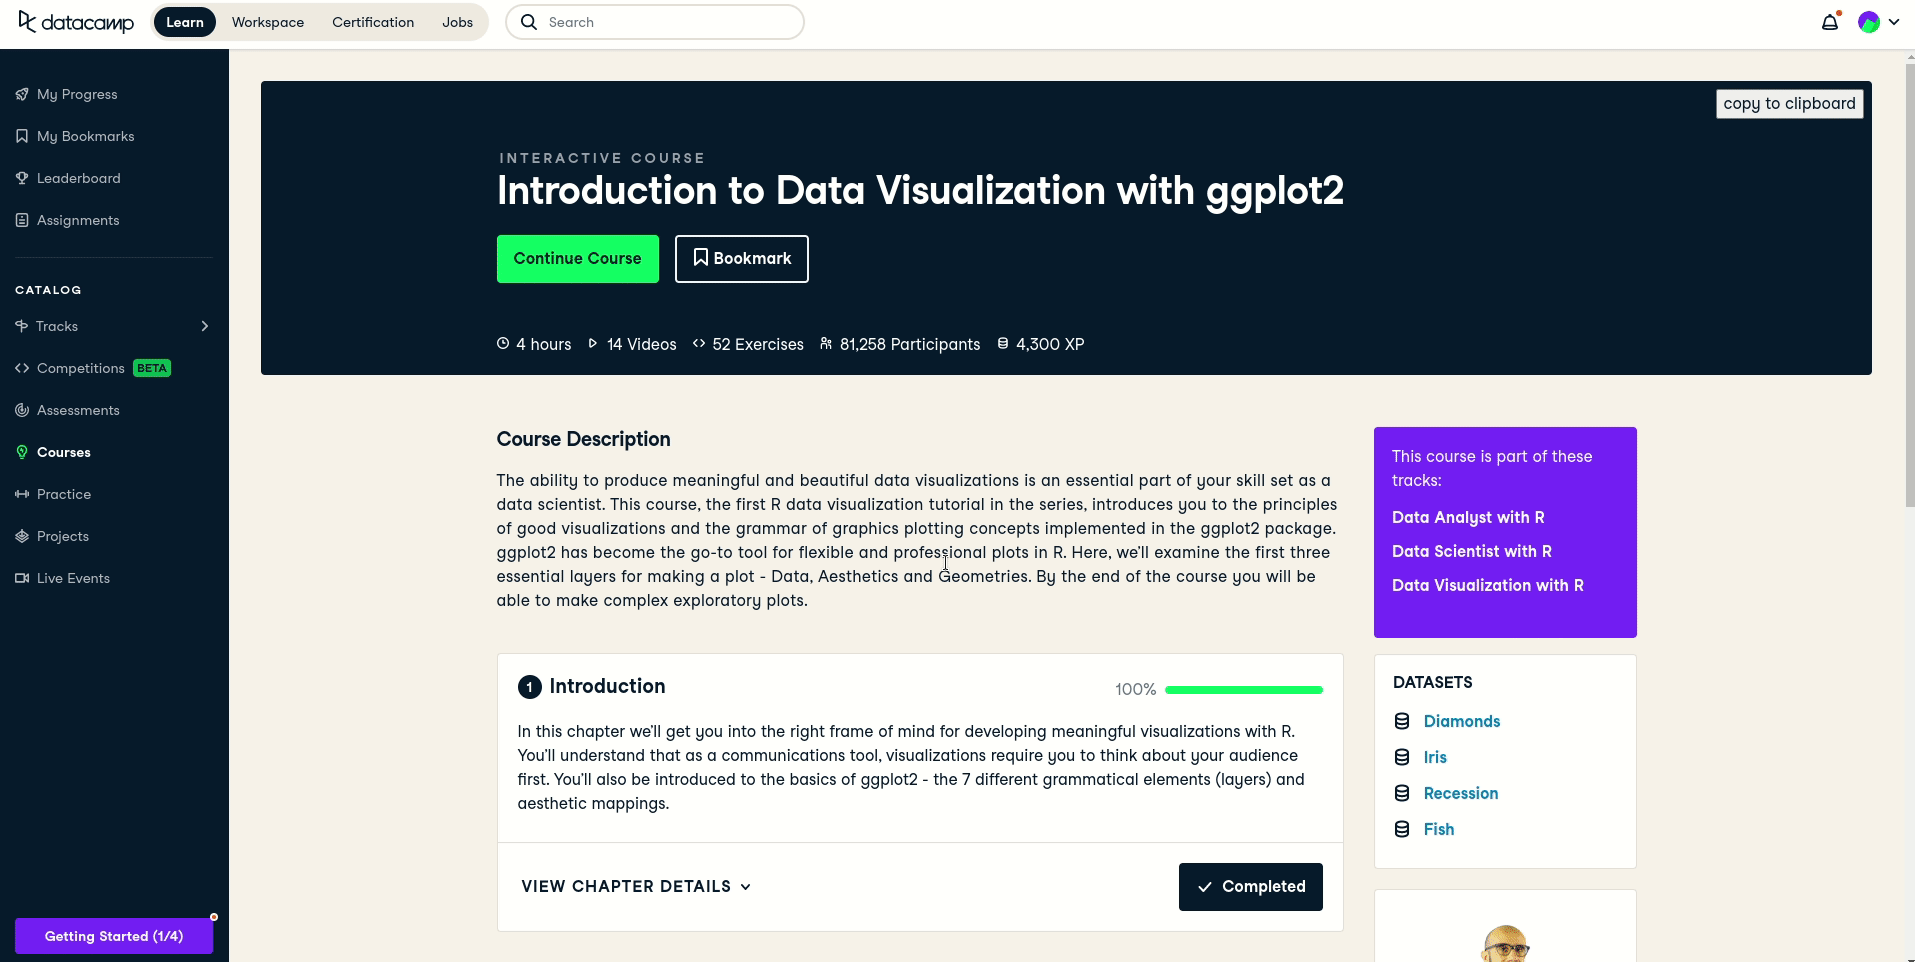 datacamp
Learn
Workspace
Certification
Jobs
Search
My Progress
My Bookmarks
Leaderboard
Assignments
CATALOG
Tracks
Competitions BETA
Assessments
Courses
Practice
Projects
Live Events
Getting Started (1/4)
copy to clipboard
INTERACTIVE COURSE
Introduction to Data Visualization with ggplot2
Continue Course
Bookmark
4 hours 14 Videos 52 Exercises 81,258 Participants 4,300 XP
Course Description
The ability to produce meaningful and beautiful data visualizations is an essential part of your skill set as a
data scientist. This course, the first R data visualization tutorial in the series, introduces you to the principles
of good visualizations and the grammar of graphics plotting concepts implemented in the ggplot2 package.
ggplot2 has become the go-to tool for flexible and professional plots in R. Here, we'll examine the first three
essential layers for making a plot - Data, Aesthetics and Geometries. By the end of the course you will be
able to make complex exploratory plots.
1 Introduction
100%
In this chapter we'll get you into the right frame of mind for developing meaningful visualizations with R.
You'll understand that as a communications tool, visualizations require you to think about your audience
first. You'll also be introduced to the basics of ggplot2 - the 7 different grammatical elements (layers) and
aesthetic mappings.
VIEW CHAPTER DETAILS
Completed
This course is part of these
tracks:
Data Analyst with R
Data Scientist with R
Data Visualization with R
DATASETS
Diamonds
Iris
Recession
Fish